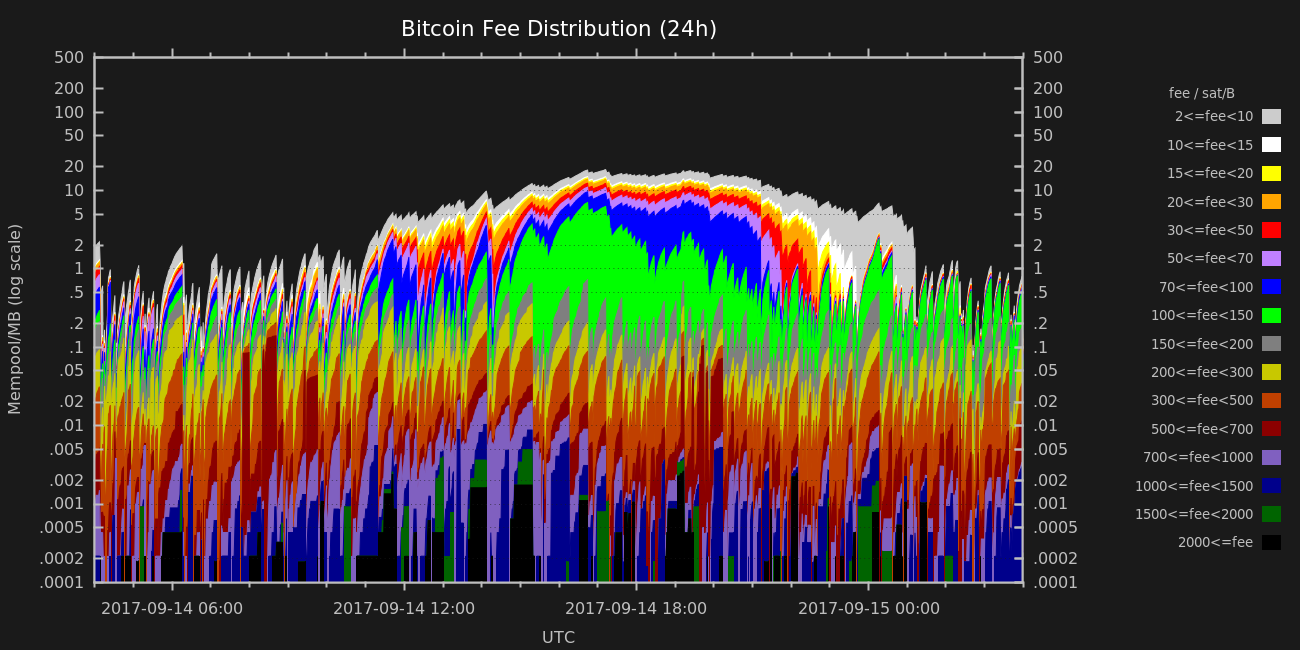 Bitcoin Fee Distribution (24h)
Mempool/MB (log scale)
500
200
100
50
20
10
5
2
1
.5
.2
.1
.05
.02
.01
.005
.002
.001
.0005
.0002
.0001
500
200
100
50
20
10
5
2
1
.5
.2
.1
.05
.02
.01
.005
.002
.001
.0005
.0002
.0001
2017-09-14 06:00
2017-09-14 12:00
2017-09-14 18:00
2017-09-15 00:00
UTC
fee / sat/B
2<=fee<10
10<=fee<15
15<=fee<20
20<=fee<30
30<=fee<50
50<=fee<70
70<=fee<100
100<=fee<150
150<=fee<200
200<=fee<300
300<=fee<500
500<=fee<700
700<=fee<1000
1000<=fee<1500
1500<=fee<2000
2000<=fee